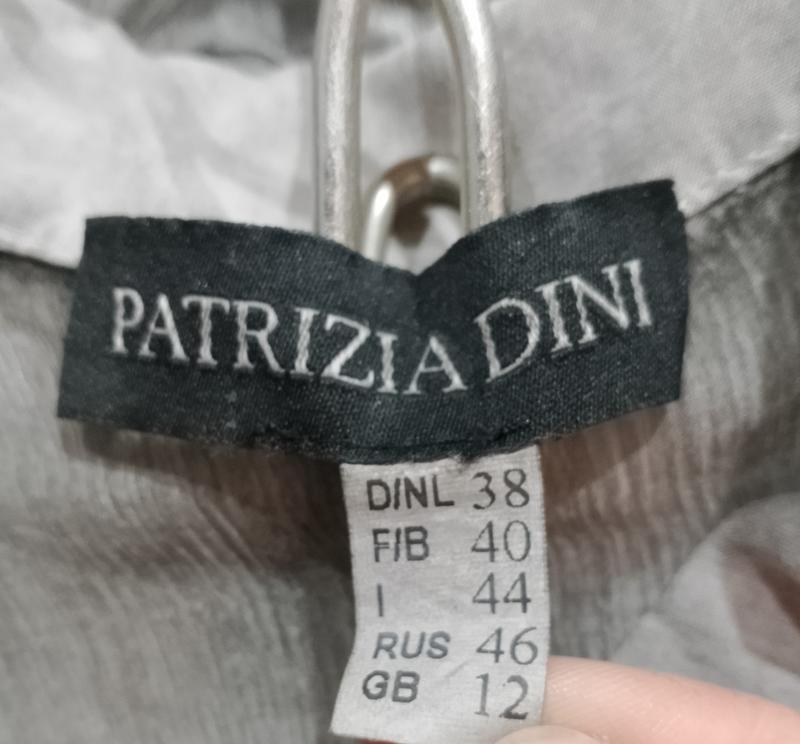 PATRIZIA DINI
D/NL 38
F/B 40
I 44
RUS 46
GB 12